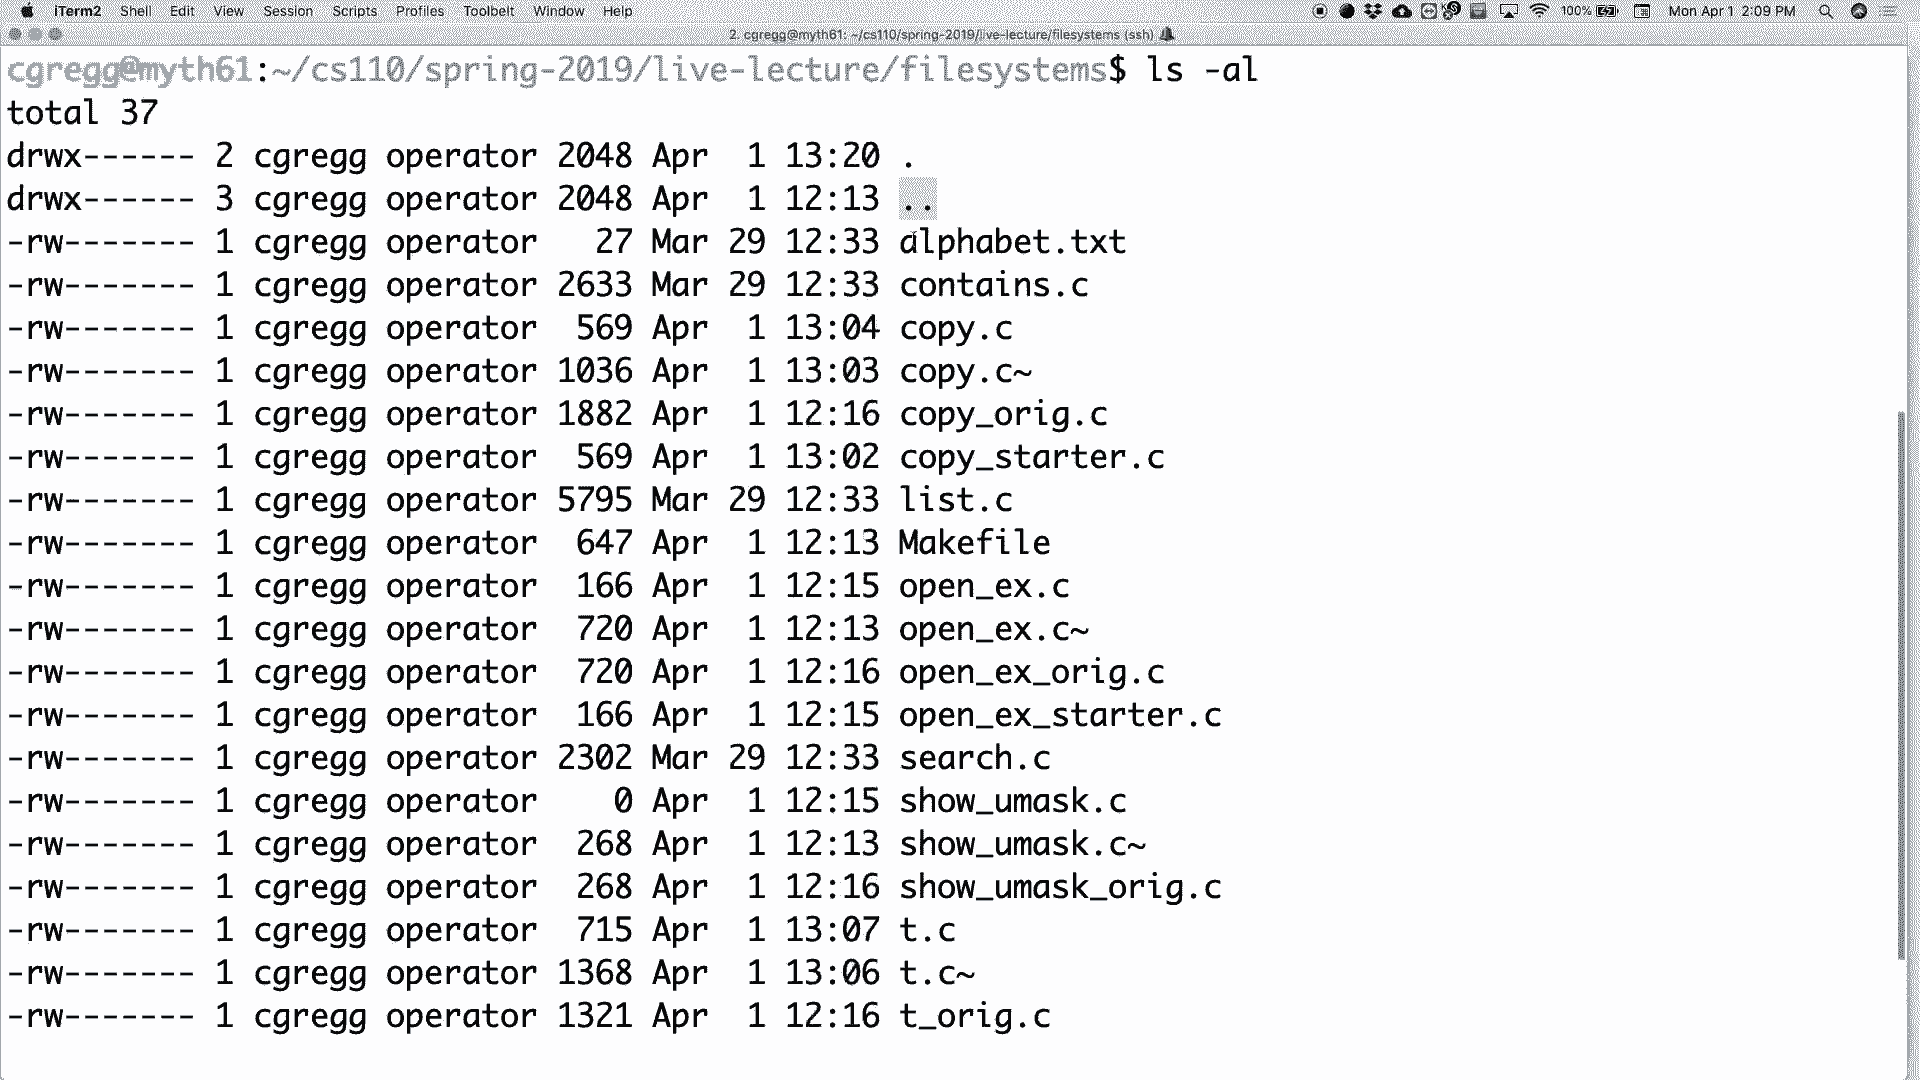 iTerm2 Shell Edit View Session Scripts Profiles Toolbelt Window Help 100% Mon Apr 1 2:09 PM
2. cgregg@myth61: ~/cs110/spring-2019/live-lecture/filesystems (ssh)
cgregg@myth61:~/cs110/spring-2019/live-lecture/filesystems$ ls -al
total 37
drwx------ 2 cgregg operator 2048 Apr  1 13:20 .
drwx------ 3 cgregg operator 2048 Apr  1 12:13 ..
-rw------- 1 cgregg operator   27 Mar 29 12:33 alphabet.txt
-rw------- 1 cgregg operator 2633 Mar 29 12:33 contains.c
-rw------- 1 cgregg operator  569 Apr  1 13:04 copy.c
-rw------- 1 cgregg operator 1036 Apr  1 13:03 copy.c~
-rw------- 1 cgregg operator 1882 Apr  1 12:16 copy_orig.c
-rw------- 1 cgregg operator  569 Apr  1 13:02 copy_starter.c
-rw------- 1 cgregg operator 5795 Mar 29 12:33 list.c
-rw------- 1 cgregg operator  647 Apr  1 12:13 Makefile
-rw------- 1 cgregg operator  166 Apr  1 12:15 open_ex.c
-rw------- 1 cgregg operator  720 Apr  1 12:13 open_ex.c~
-rw------- 1 cgregg operator  720 Apr  1 12:16 open_ex_orig.c
-rw------- 1 cgregg operator  166 Apr  1 12:15 open_ex_starter.c
-rw------- 1 cgregg operator 2302 Mar 29 12:33 search.c
-rw------- 1 cgregg operator    0 Apr  1 12:15 show_umask.c
-rw------- 1 cgregg operator  268 Apr  1 12:13 show_umask.c~
-rw------- 1 cgregg operator  268 Apr  1 12:16 show_umask_orig.c
-rw------- 1 cgregg operator  715 Apr  1 13:07 t.c
-rw------- 1 cgregg operator 1368 Apr  1 13:06 t.c~
-rw------- 1 cgregg operator 1321 Apr  1 12:16 t_orig.c